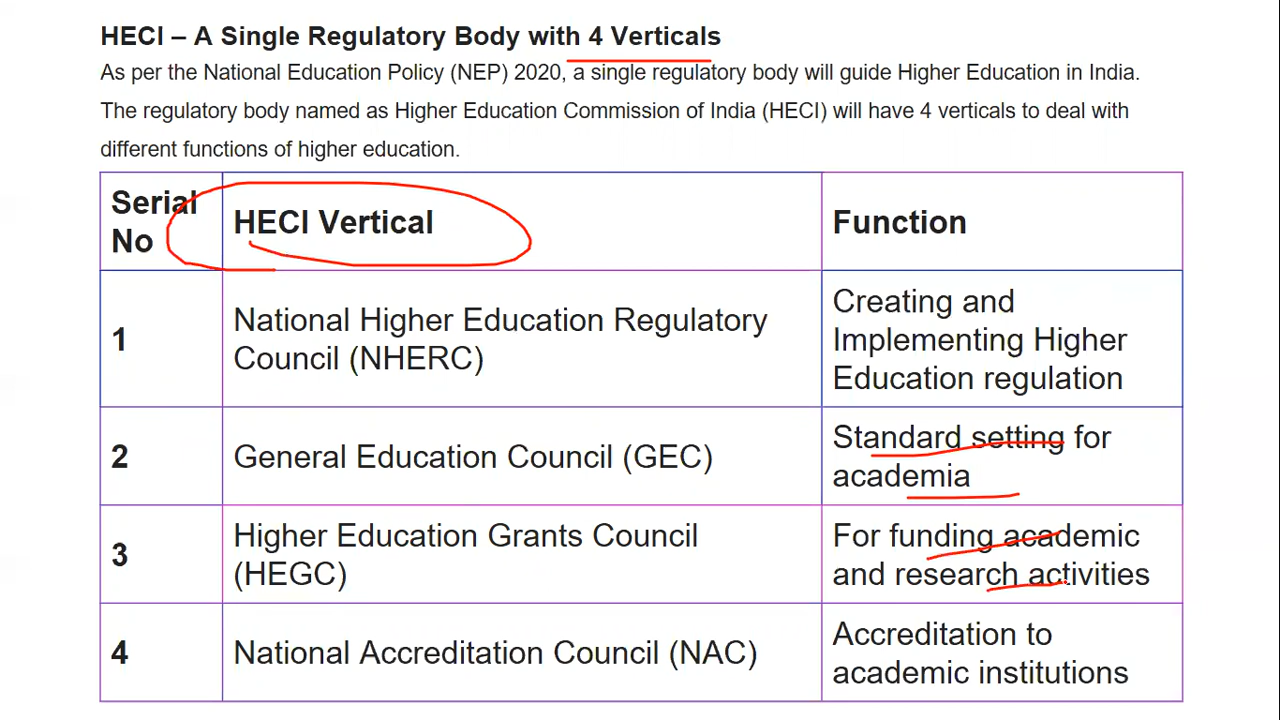 HECI – A Single Regulatory Body with 4 Verticals
As per the National Education Policy (NEP) 2020, a single regulatory body will guide Higher Education in India.
The regulatory body named as Higher Education Commission of India (HECI) will have 4 verticals to deal with
different functions of higher education.
Serial
No
HECI Vertical
Function
1
National Higher Education Regulatory
Council (NHERC)
Creating and
Implementing Higher
Education regulation
2
General Education Council (GEC)
Standard setting for
academia
3
Higher Education Grants Council
(HEGC)
For funding academic
and research activities
4
National Accreditation Council (NAC)
Accreditation to
academic institutions